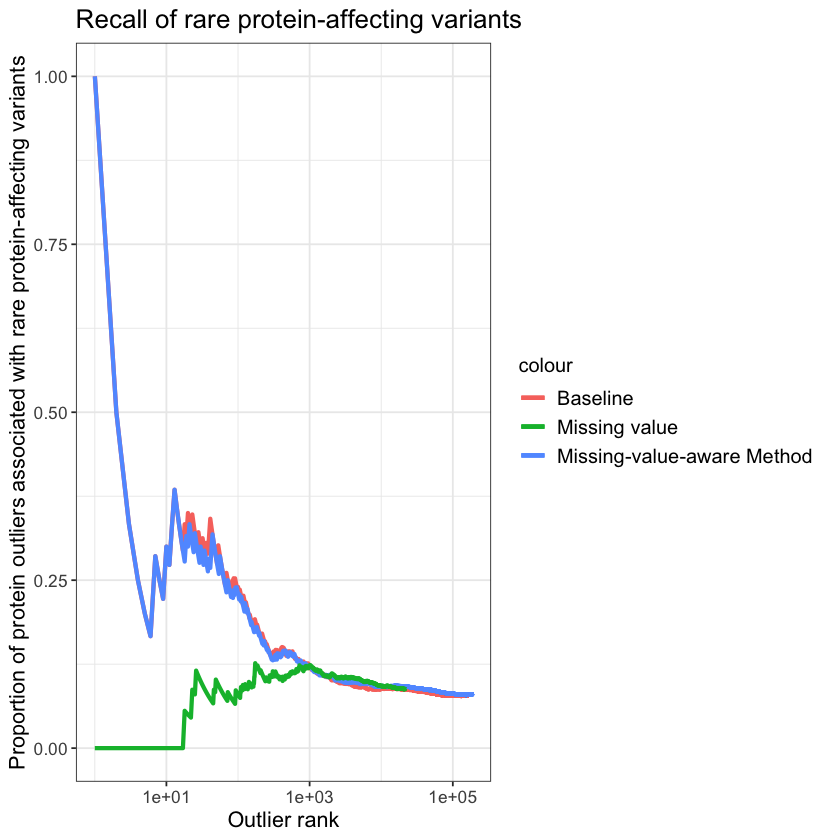 Recall of rare protein-affecting variants
Proportion of protein outliers associated with rare protein-affecting variants
1.00
0.75
0.50
0.25
0.00
1e+01
1e+03
1e+05
Outlier rank
colour
Baseline
Missing value
Missing-value-aware Method